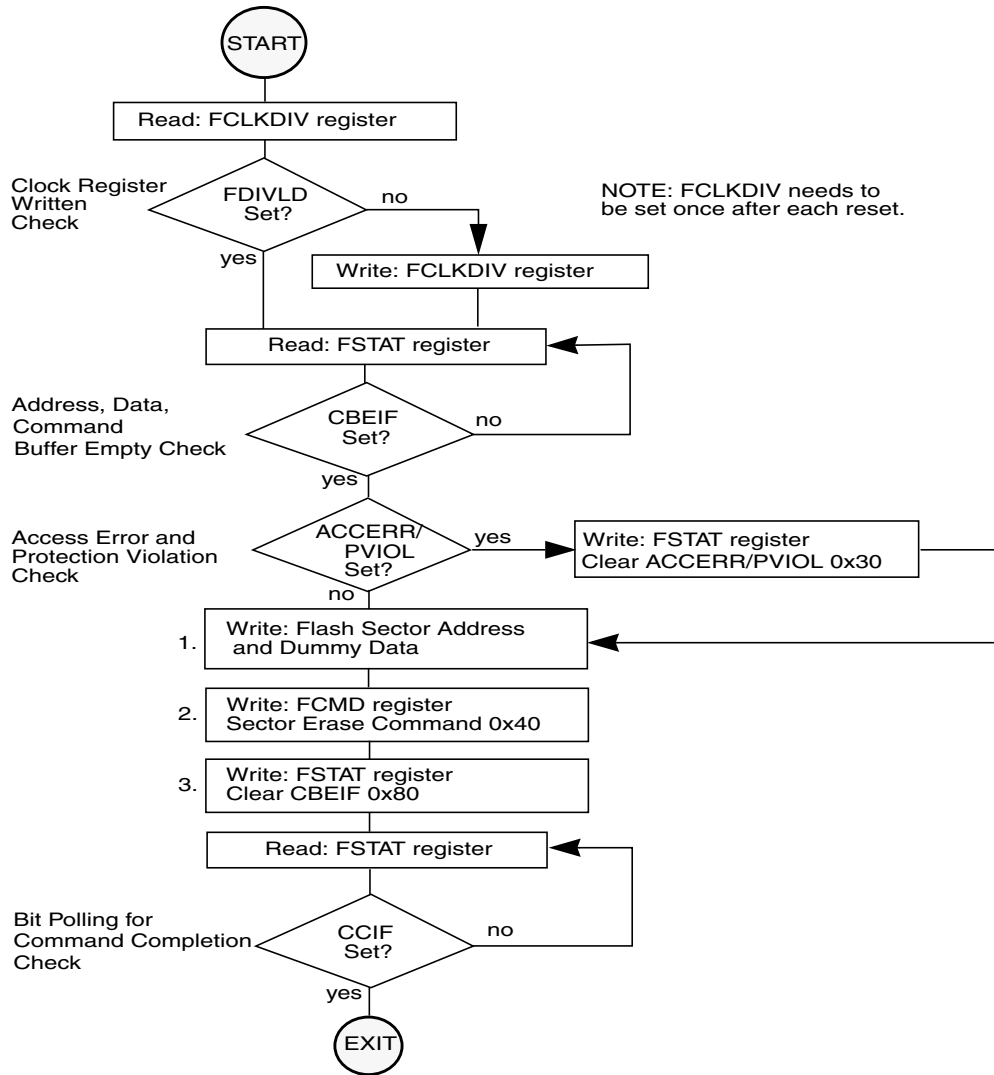 START
Read: FCLKDIV register
Clock Register
Written
Check
FDIVLD
Set?
no
yes
NOTE: FCLKDIV needs to
be set once after each reset.
Write: FCLKDIV register
Read: FSTAT register
Address, Data,
Command
Buffer Empty Check
CBEIF
Set?
no
yes
Access Error and
Protection Violation
Check
ACCERR/
PVIOL
Set?
yes
no
Write: FSTAT register
Clear ACCERR/PVIOL 0x30
1.
Write: Flash Sector Address
and Dummy Data
2.
Write: FCMD register
Sector Erase Command 0x40
3.
Write: FSTAT register
Clear CBEIF 0x80
Read: FSTAT register
Bit Polling for
Command Completion
Check
CCIF
Set?
no
yes
EXIT